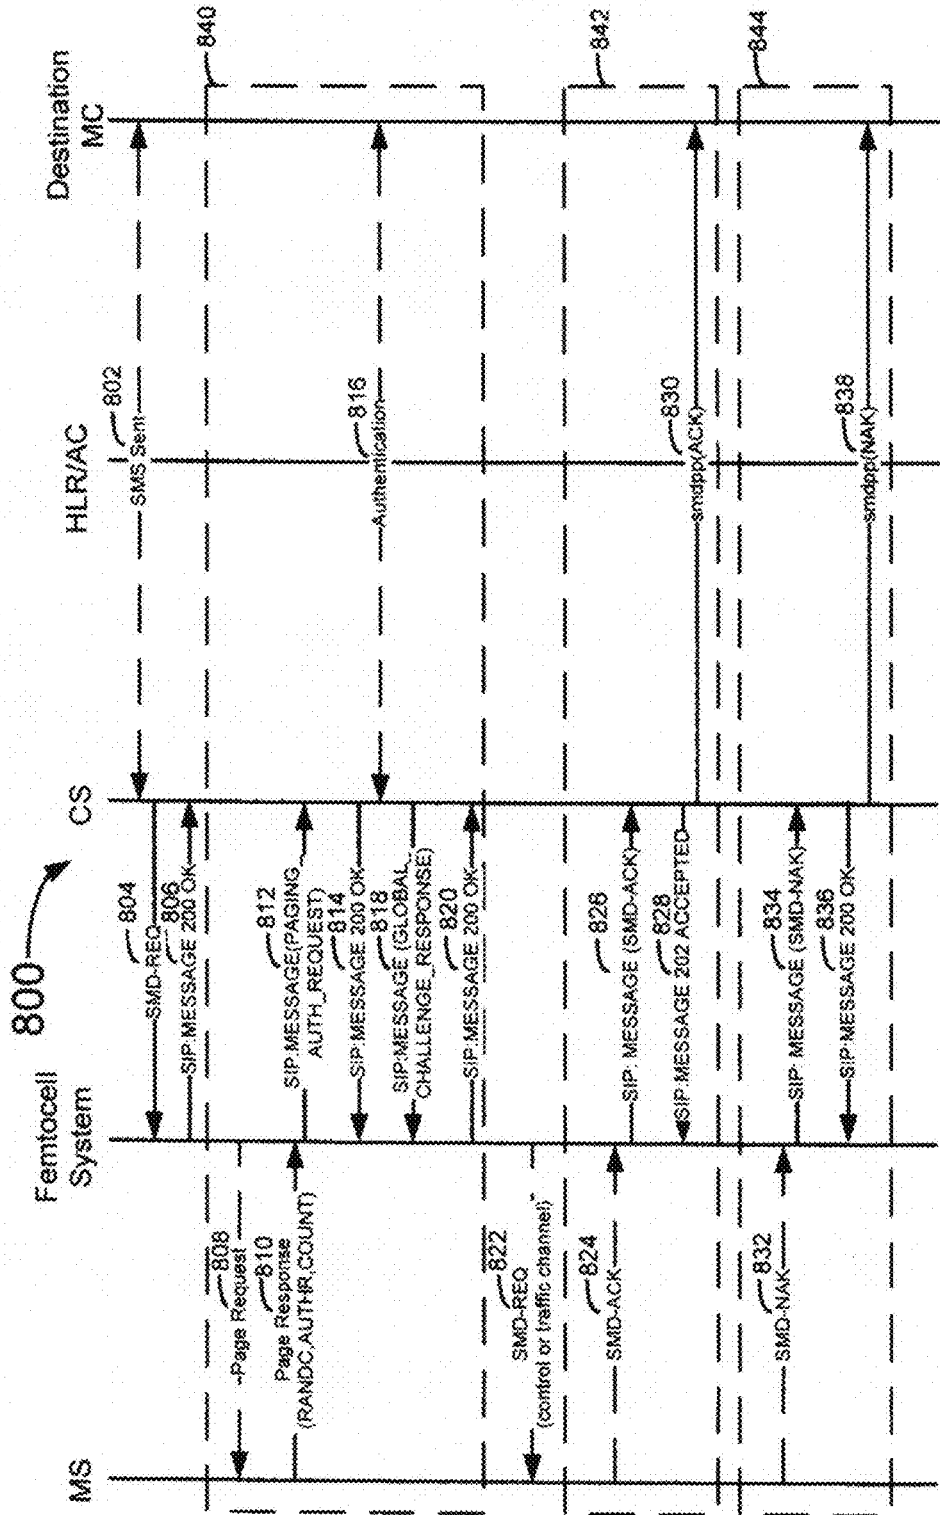 800
MS
Femtocell
System
CS
HLR/AC
Destination
MC
802
SMS Sent
804
SMD-REQ
806
SIP:MESSAGE 200 OK
840
808
Page Request
810
Page Response
(RANDC,AUTHR,COUNT)
812
SIP:MESSAGE(PAGING
AUTH_REQUEST)
814
SIP:MESSAGE 200 OK
816
Authentication
818
SIP:MESSAGE (GLOBAL_
CHALLENGE_RESPONSE)
820
SIP:MESSAGE 200 OK
822
SMD-REQ
(control or traffic channel)
842
824
SMD-ACK
826
SIP: MESSAGE (SMD-ACK)
828
SIP:MESSAGE 202 ACCEPTED
830
smdpp(ACK)
844
832
SMD-NAK
834
SIP: MESSAGE (SMD-NAK)
836
SIP:MESSAGE 200 OK
838
smdpp(NAK)